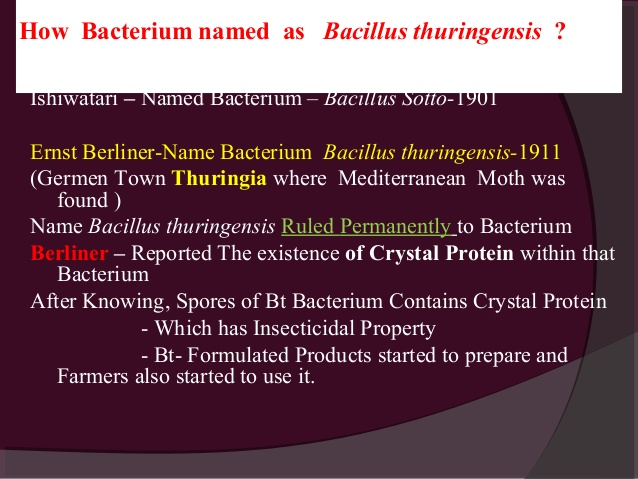 How Bacterium named as Bacillus thuringensis ?
Ishiwatari – Named Bacterium – Bacillus Sotto-1901
Ernst Berliner-Name Bacterium Bacillus thuringensis-1911
(Germen Town Thuringia where Mediterranean Moth was
found )
Name Bacillus thuringensis Ruled Permanently to Bacterium
Berliner – Reported The existence of Crystal Protein within that
Bacterium
After Knowing, Spores of Bt Bacterium Contains Crystal Protein
- Which has Insecticidal Property
- Bt- Formulated Products started to prepare and
Farmers also started to use it.